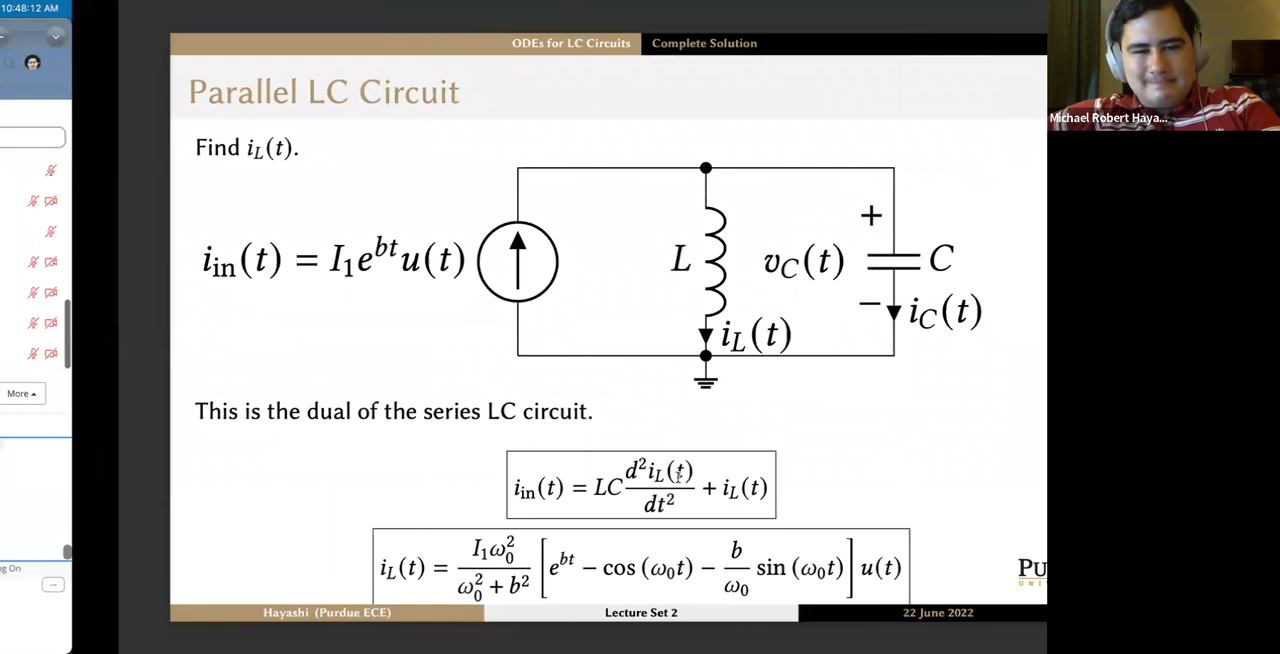 10:48:12 AM
ODEs for LC Circuits Complete Solution
Parallel LC Circuit
Michael Robert Haya...
Find i_L(t).
i_in(t) = I_1e^{bt}u(t)
L
v_C(t)
+
−
C
i_C(t)
i_L(t)
More
This is the dual of the series LC circuit.
i_in(t) = LC d²i_L(t)/dt² + i_L(t)
i_L(t) = I_1ω_0²/(ω_0² + b²) [e^{bt} − cos (ω_0t) − b/ω_0 sin (ω_0t)] u(t)
Hayashi (Purdue ECE) Lecture Set 2 22 June 2022